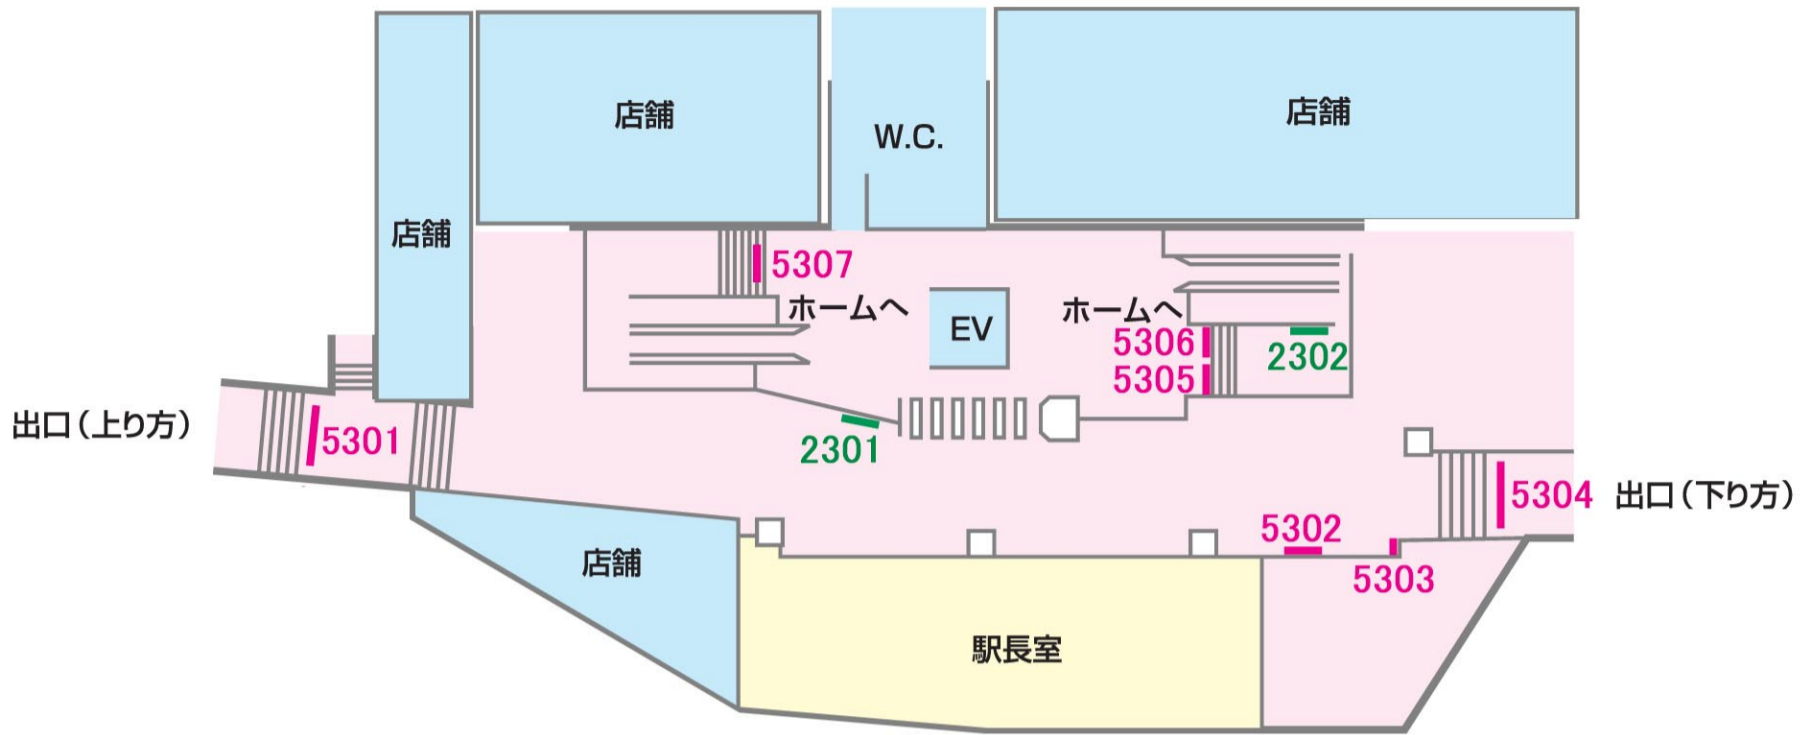 店舗
W.C.
店舗
店舗
5307
ホームへ
EV
ホームへ
5306
5305
2302
出口（上り方）
5301
2301
5304
出口（下り方）
5302
5303
店舗
駅長室